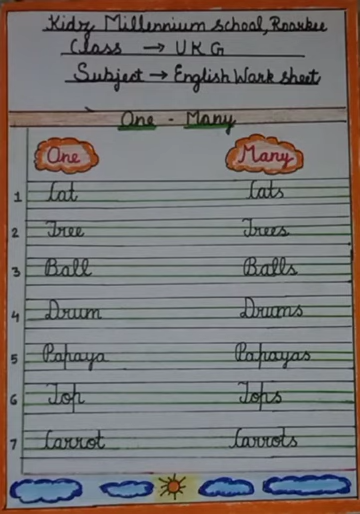 Kidz Millennium School, Roorkee
Class → UKG
Subject → English Work sheet
One - Many
One Many
1 Cat Cats
2 Tree Trees
3 Ball Balls
4 Drum Drums
5 Papaya Papayas
6 Top Tops
7 Carrot Carrots